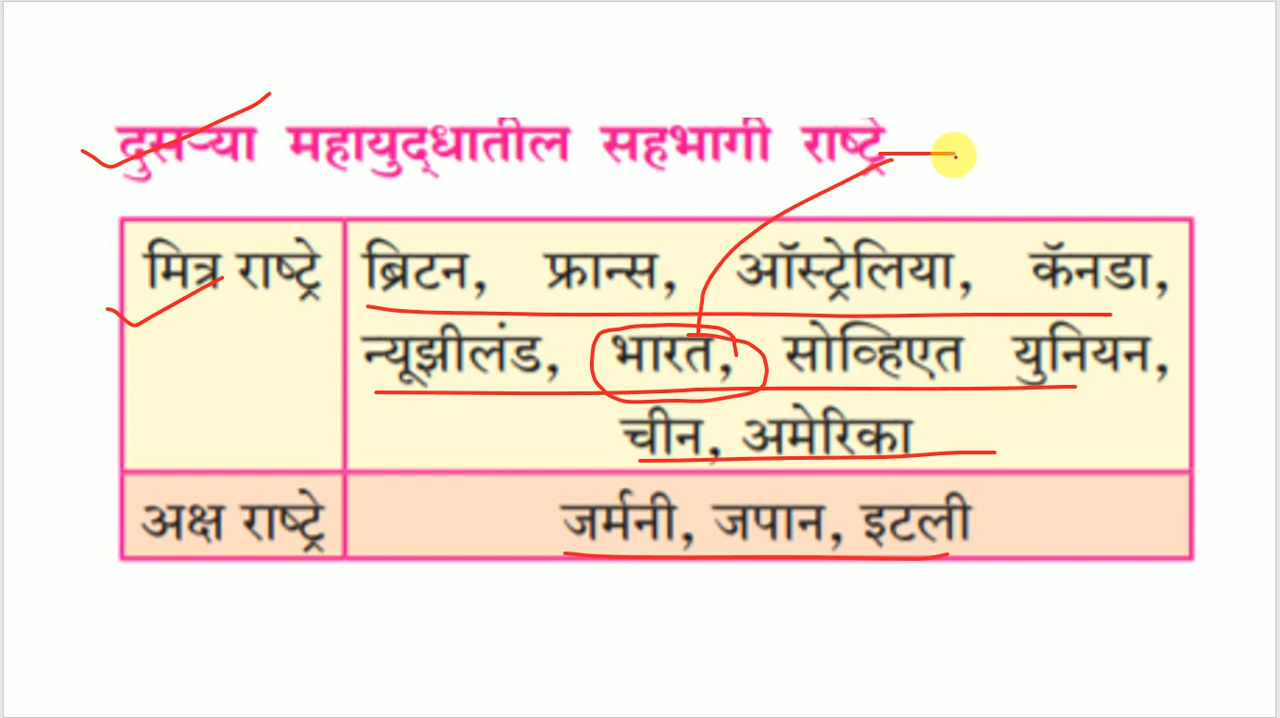 दुसऱ्या महायुद्धातील सहभागी राष्ट्रे
मित्र राष्ट्रे
ब्रिटन, फ्रान्स, ऑस्ट्रेलिया, कॅनडा,
न्यूझीलंड, भारत, सोव्हिएत युनियन,
चीन, अमेरिका
अक्ष राष्ट्रे
जर्मनी, जपान, इटली